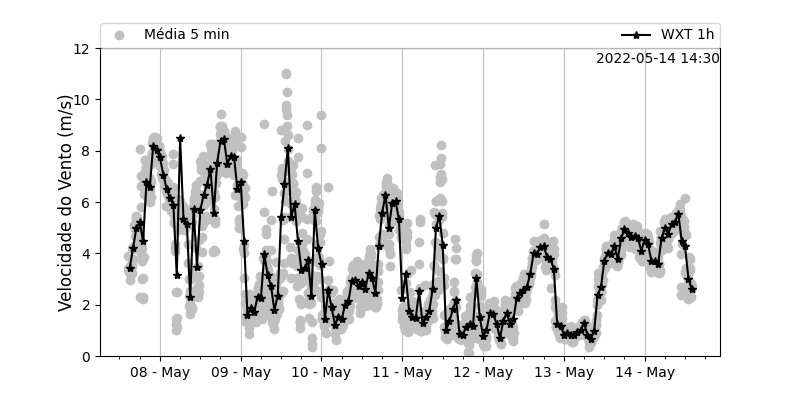 Média 5 min
WXT 1h
2022-05-14 14:30
Velocidade do Vento (m/s)
12
10
8
6
4
2
0
08 - May
09 - May
10 - May
11 - May
12 - May
13 - May
14 - May